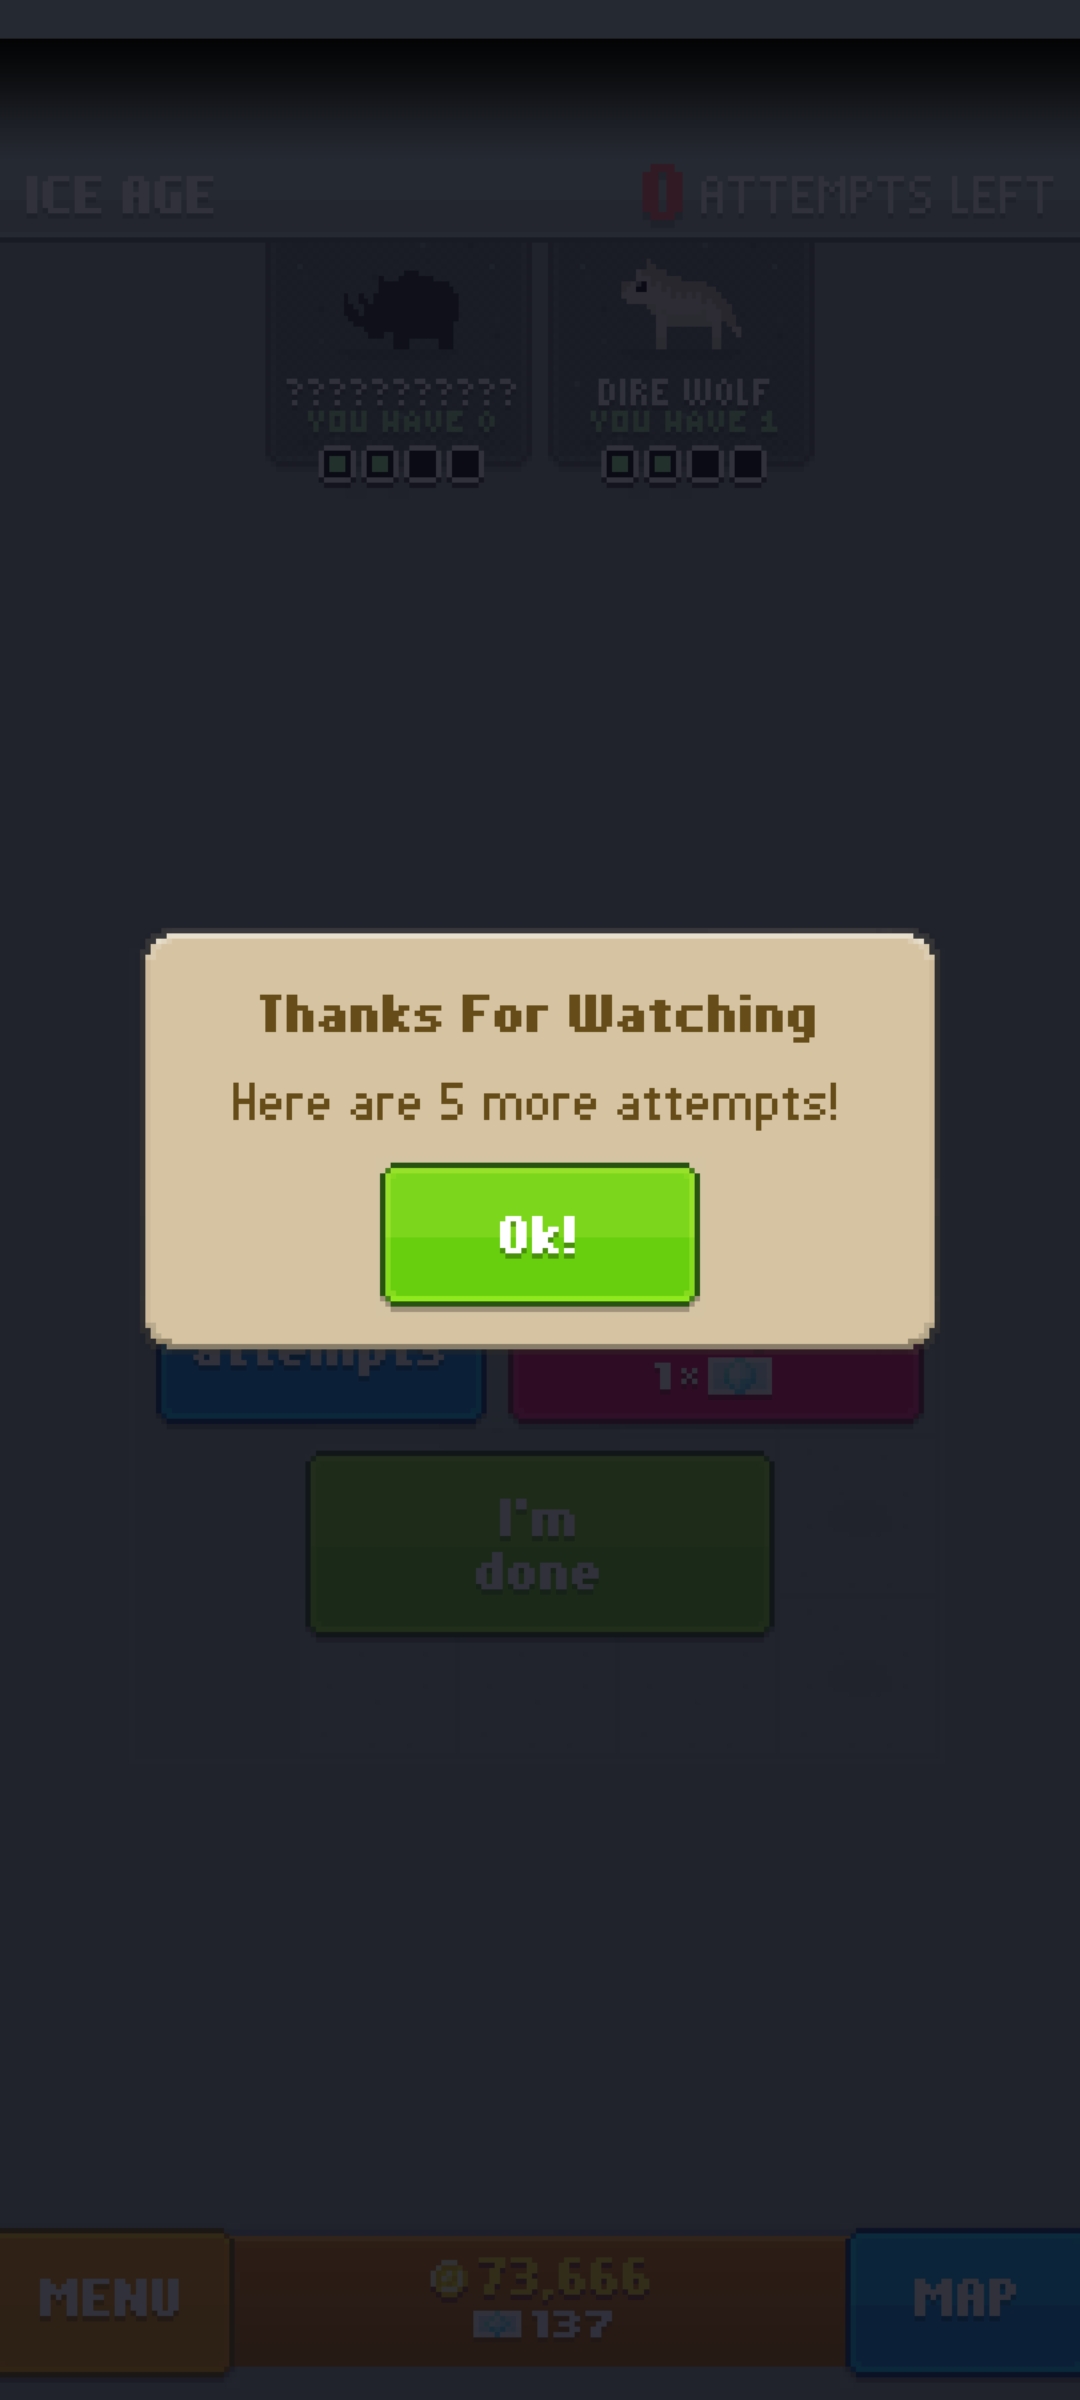 ICE AGE
0 ATTEMPTS LEFT
??????????? 
YOU HAVE 0
DIRE WOLF
YOU HAVE 1
Thanks For Watching
Here are 5 more attempts!
Ok!
attempts
1×
I'm
done
MENU
73,666
137
MAP